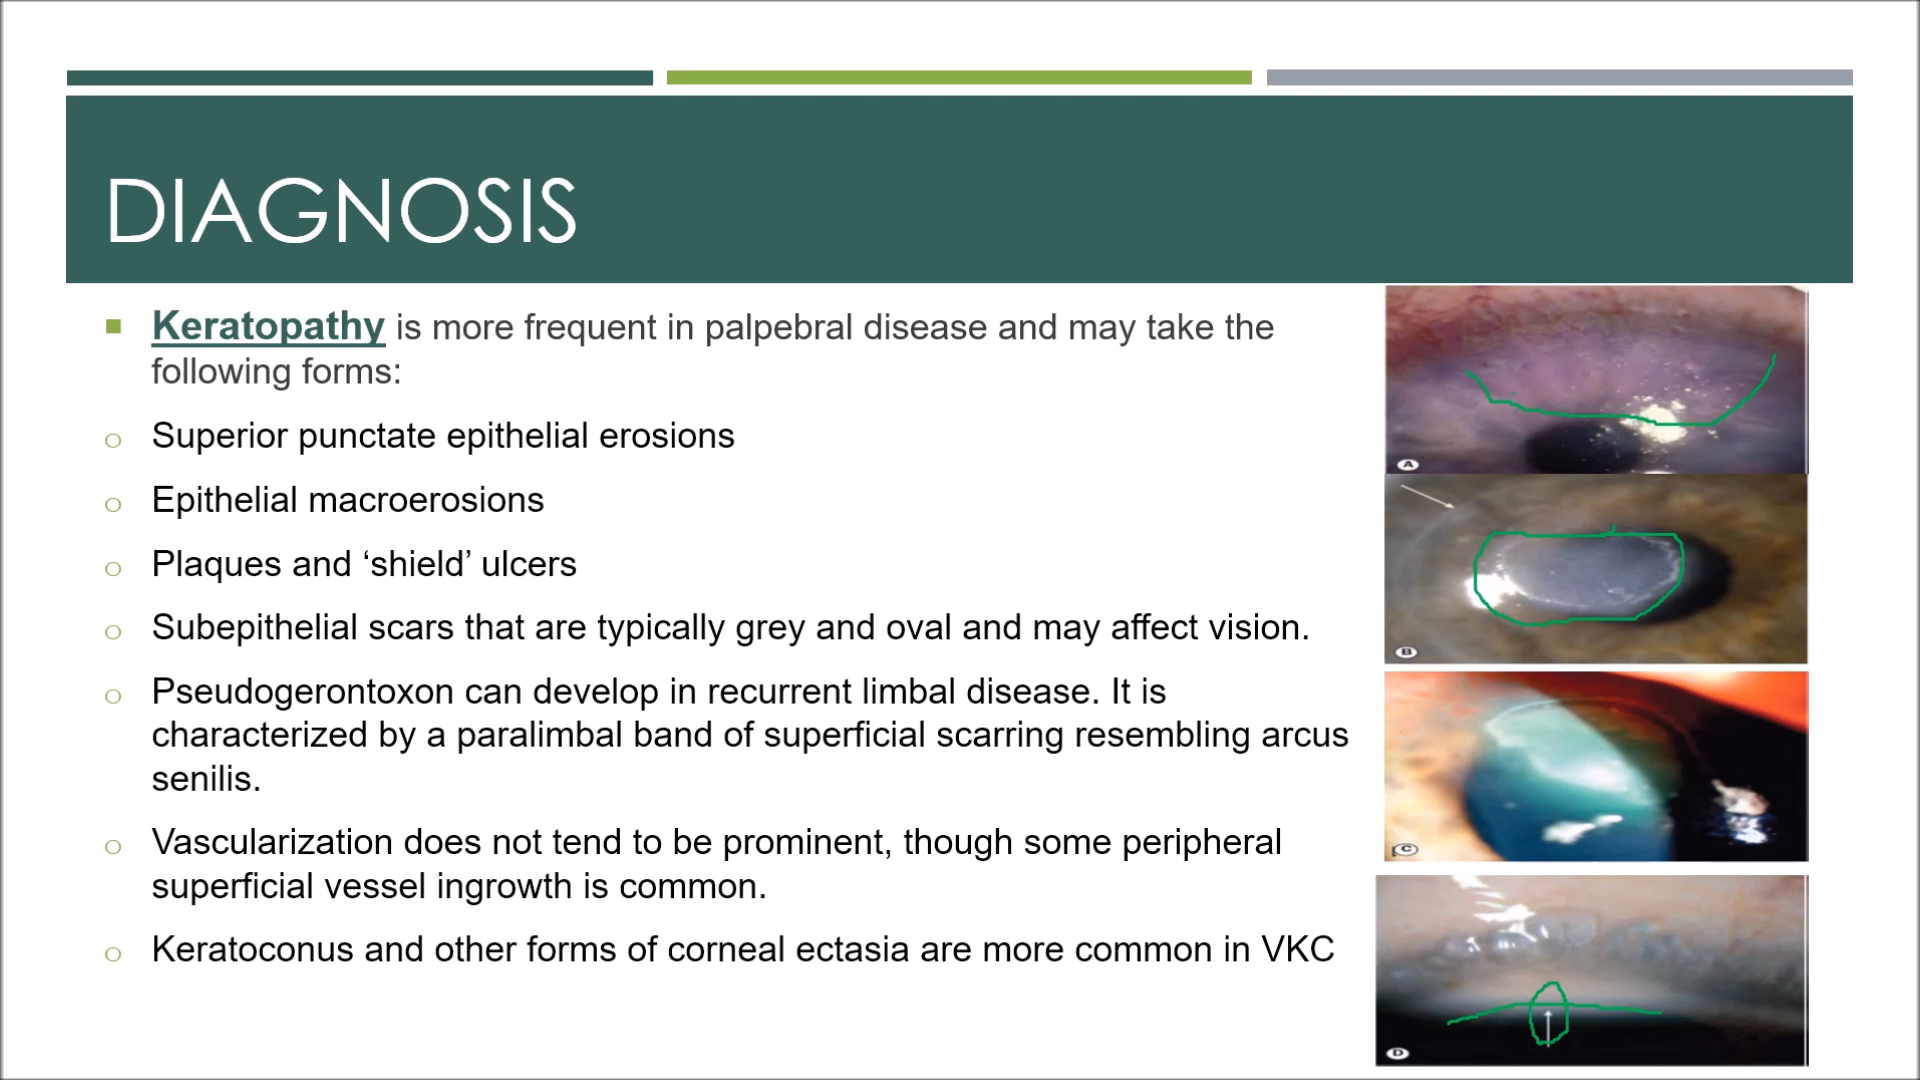 DIAGNOSIS
Keratopathy is more frequent in palpebral disease and may take the
following forms:
Superior punctate epithelial erosions
Epithelial macroerosions
Plaques and ‘shield’ ulcers
Subepithelial scars that are typically grey and oval and may affect vision.
Pseudogerontoxon can develop in recurrent limbal disease. It is
characterized by a paralimbal band of superficial scarring resembling arcus
senilis.
Vascularization does not tend to be prominent, though some peripheral
superficial vessel ingrowth is common.
Keratoconus and other forms of corneal ectasia are more common in VKC
A
B
C
D